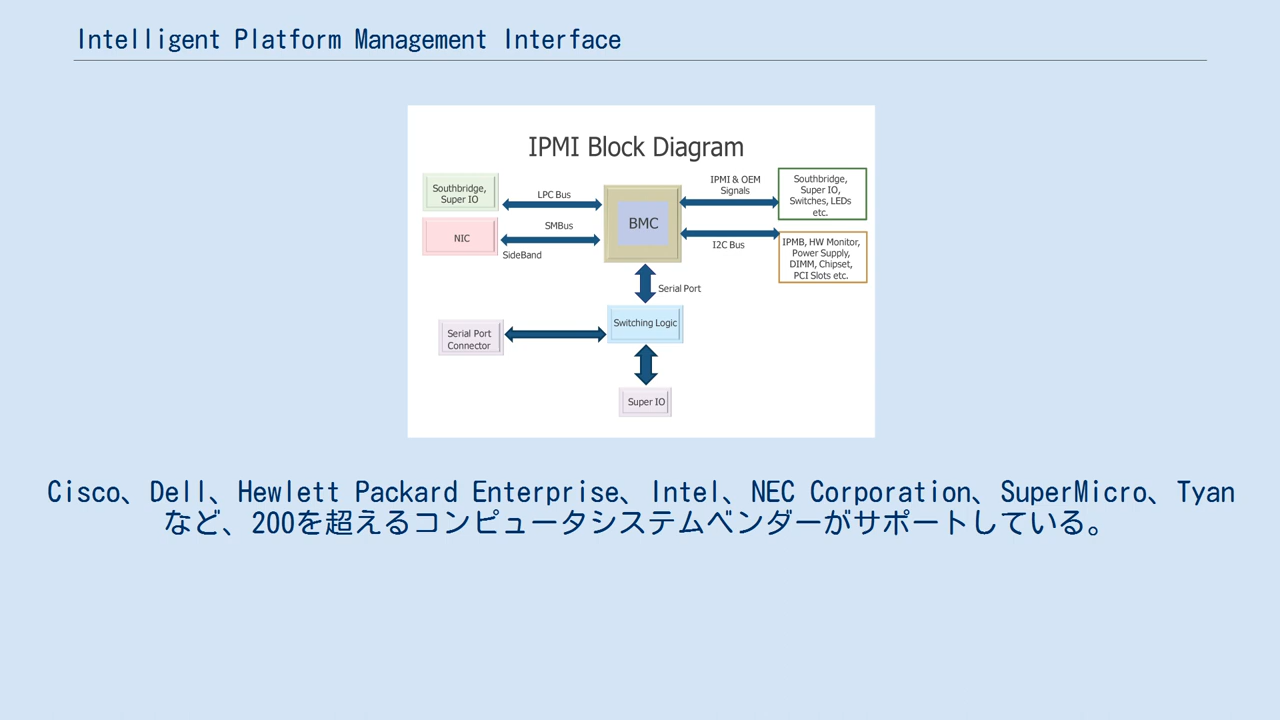 Intelligent Platform Management Interface
IPMI Block Diagram
Southbridge,
Super IO
LPC Bus
BMC
IPMI & OEM
Signals
Southbridge,
Super IO,
Switches, LEDs
etc.
NIC
SMBus
SideBand
I2C Bus
IPMB, HW Monitor,
Power Supply,
DIMM, Chipset,
PCI Slots etc.
Serial Port
Switching Logic
Serial Port
Connector
Super IO
Cisco、Dell、Hewlett Packard Enterprise、Intel、NEC Corporation、SuperMicro、Tyan
など、200を超えるコンピュータシステムベンダーがサポートしている。